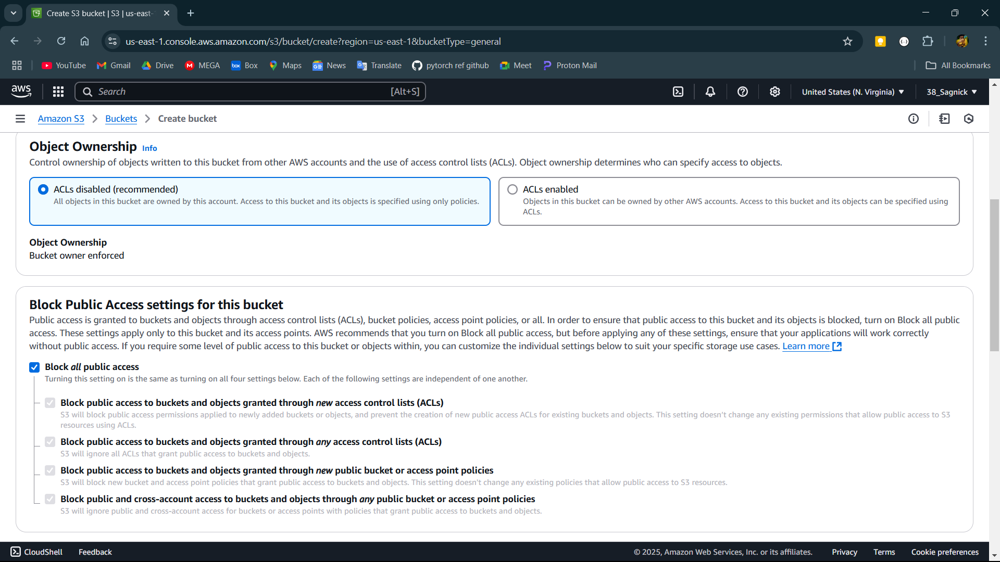 Create S3 bucket | S3 | us-east-
us-east-1.console.aws.amazon.com/s3/bucket/create?region=us-east-1&bucketType=general
YouTube Gmail Drive MEGA box Box Maps News Translate pytorch ref github Meet Proton Mail All Bookmarks
aws Search [Alt+S] United States (N. Virginia) 38_Sagnick
Amazon S3 Buckets Create bucket
Object Ownership Info
Control ownership of objects written to this bucket from other AWS accounts and the use of access control lists (ACLs). Object ownership determines who can specify access to objects.
ACLs disabled (recommended)
All objects in this bucket are owned by this account. Access to this bucket and its objects is specified using only policies.
ACLs enabled
Objects in this bucket can be owned by other AWS accounts. Access to this bucket and its objects can be specified using
ACLs.
Object Ownership
Bucket owner enforced
Block Public Access settings for this bucket
Public access is granted to buckets and objects through access control lists (ACLs), bucket policies, access point policies, or all. In order to ensure that public access to this bucket and its objects is blocked, turn on Block all public
access. These settings apply only to this bucket and its access points. AWS recommends that you turn on Block all public access, but before applying any of these settings, ensure that your applications will work correctly
without public access. If you require some level of public access to this bucket or objects within, you can customize the individual settings below to suit your specific storage use cases. Learn more
Block all public access
Turning this setting on is the same as turning on all four settings below. Each of the following settings are independent of one another.
Block public access to buckets and objects granted through new access control lists (ACLs)
S3 will block public access permissions applied to newly added buckets or objects, and prevent the creation of new public access ACLs for existing buckets and objects. This setting doesn't change any existing permissions that allow public access to S3
resources using ACLs.
Block public access to buckets and objects granted through any access control lists (ACLs)
S3 will ignore all ACLs that grant public access to buckets and objects.
Block public access to buckets and objects granted through new public bucket or access point policies
S3 will block new bucket and access point policies that grant public access to buckets and objects. This setting doesn't change any existing policies that allow public access to S3 resources.
Block public and cross-account access to buckets and objects through any public bucket or access point policies
S3 will ignore public and cross-account access for buckets or access points with policies that grant public access to buckets and objects.
CloudShell Feedback © 2025, Amazon Web Services, Inc. or its affiliates. Privacy Terms Cookie preferences